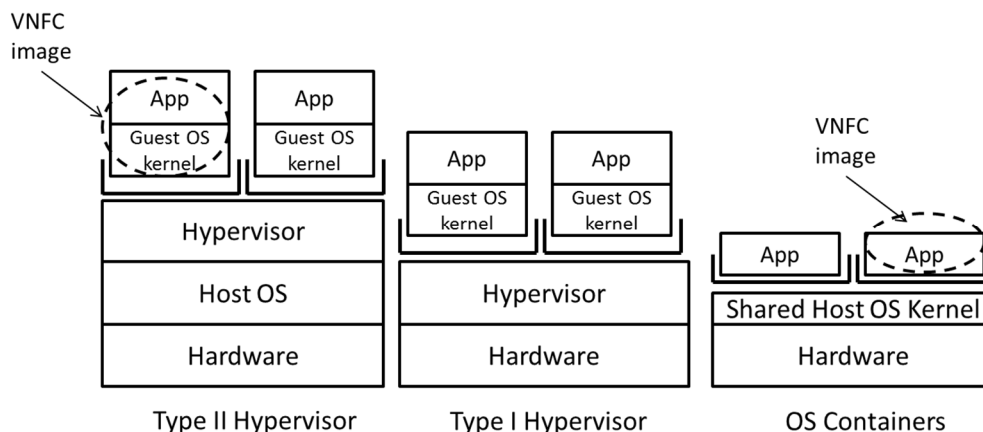 VNFC
image
App
Guest OS
kernel
App
Guest OS
kernel
Hypervisor
Host OS
Hardware
Type II Hypervisor
App
Guest OS
kernel
App
Guest OS
kernel
Hypervisor
Hardware
Type I Hypervisor
VNFC
image
App
App
Shared Host OS Kernel
Hardware
OS Containers